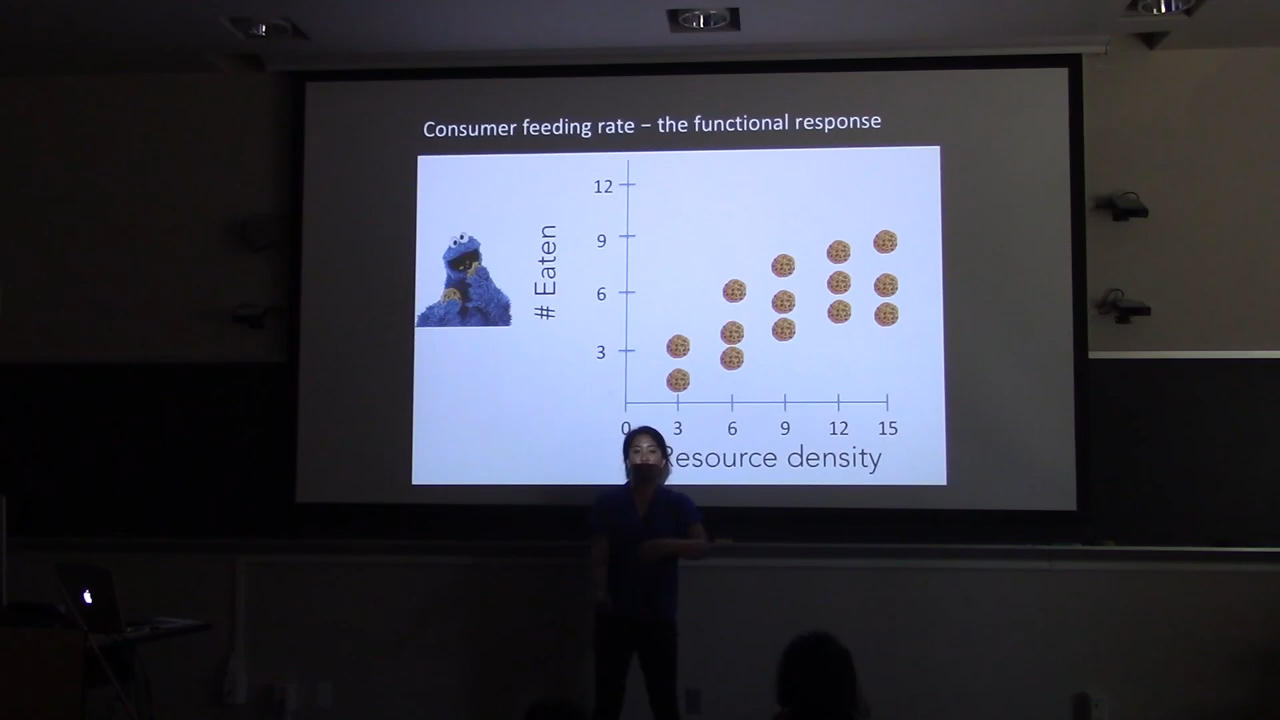 Consumer feeding rate – the functional response
12
9
6
3
# Eaten
0 3 6 9 12 15
Resource density